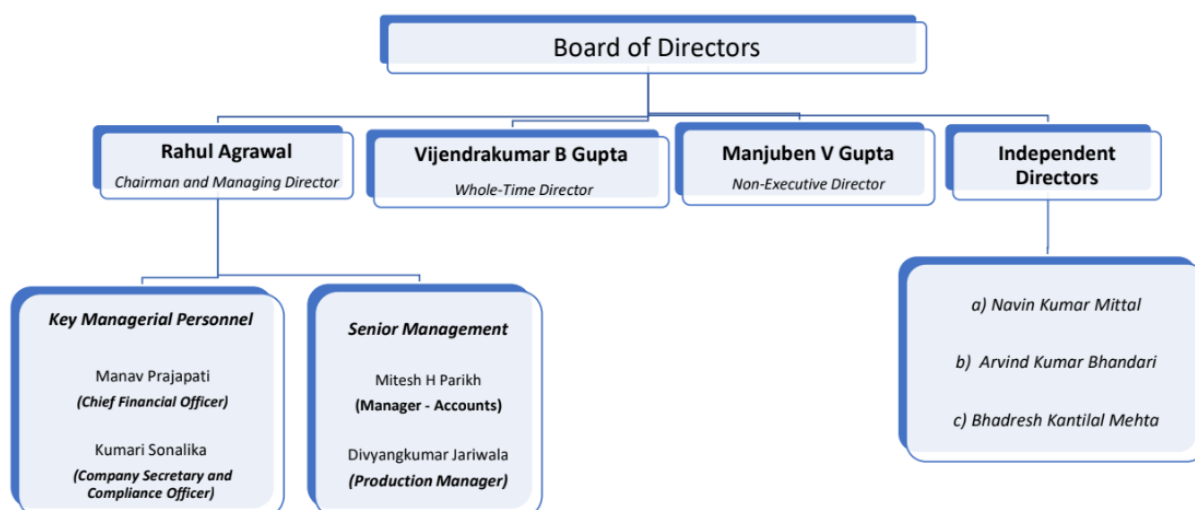 Board of Directors
Rahul Agrawal
Chairman and Managing Director
Vijendrakumar B Gupta
Whole-Time Director
Manjuben V Gupta
Non-Executive Director
Independent
Directors
Key Managerial Personnel
Manav Prajapati
(Chief Financial Officer)
Kumari Sonalika
(Company Secretary and
Compliance Officer)
Senior Management
Mitesh H Parikh
(Manager - Accounts)
Divyangkumar Jariwala
(Production Manager)
a) Navin Kumar Mittal
b) Arvind Kumar Bhandari
c) Bhadresh Kantilal Mehta